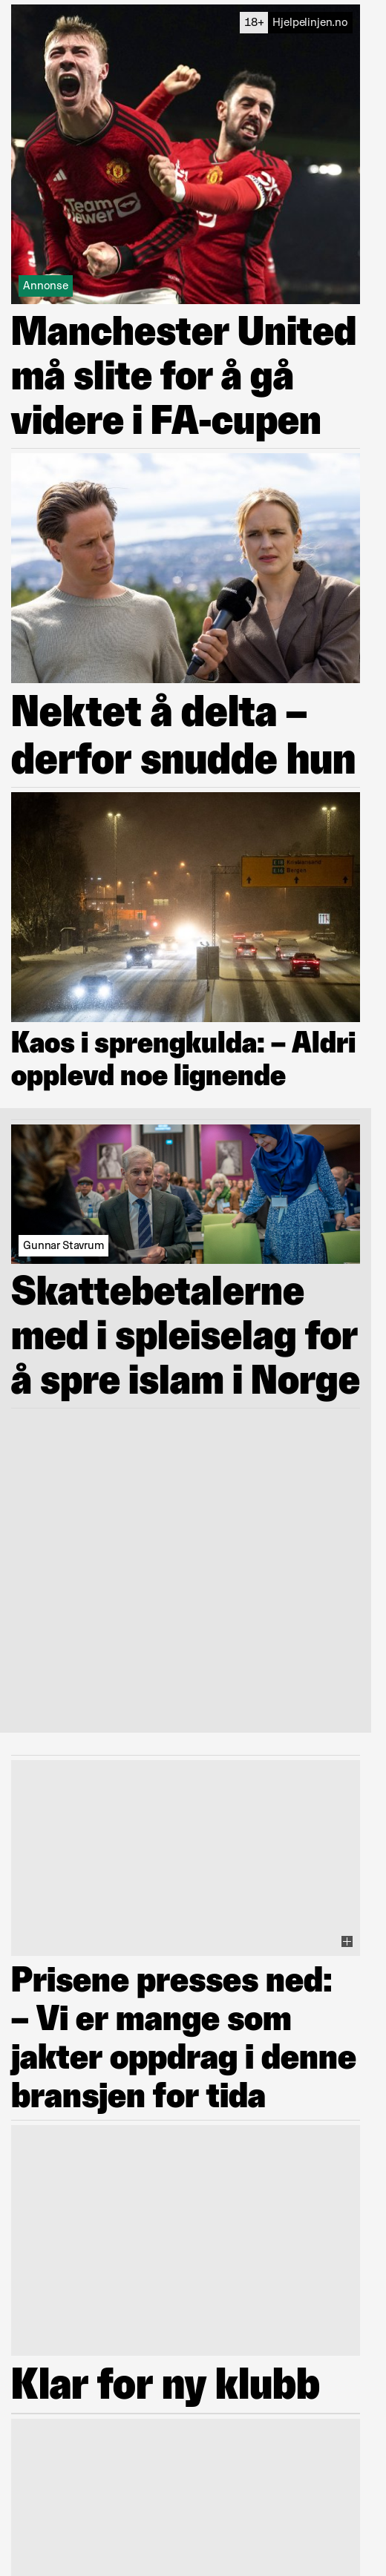 18+ Hjelpelinjen.no
Annonse
Manchester United
må slite for å gå
videre i FA-cupen
Nektet å delta –
derfor snudde hun
Kaos i sprengkulda: – Aldri
opplevd noe lignende
Gunnar Stavrum
Skattebetalerne
med i spleiselag for
å spre islam i Norge
Prisene presses ned:
– Vi er mange som
jakter oppdrag i denne
bransjen for tida
Klar for ny klubb